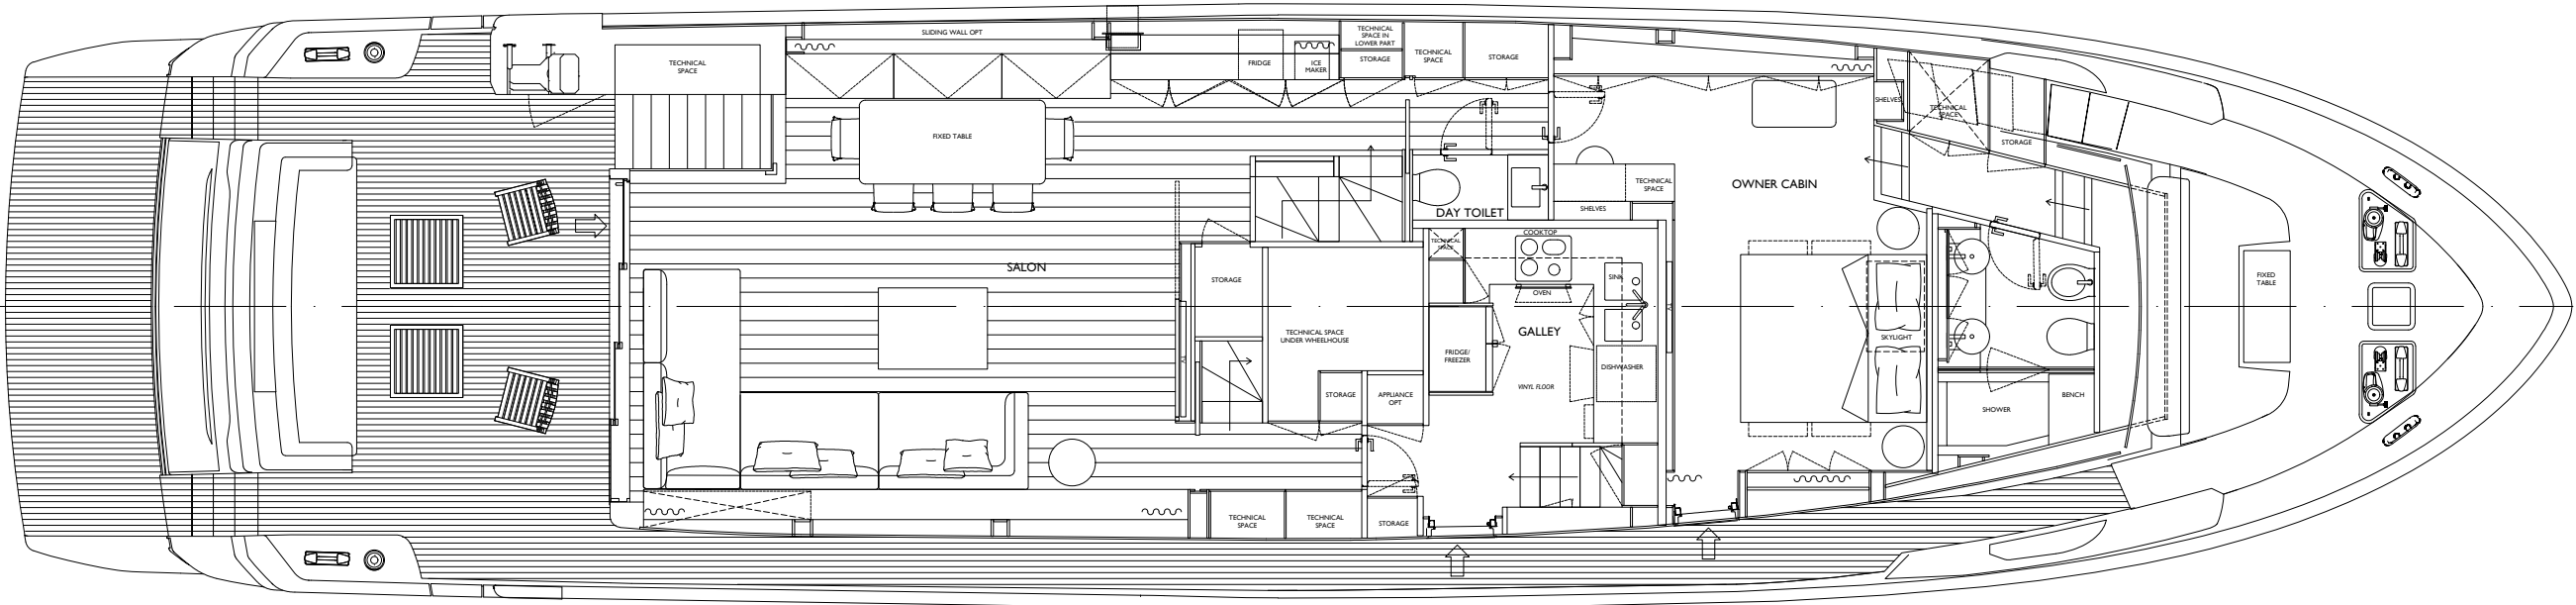 SLIDING WALL OPT
TECHNICAL
SPACE
FRIDGE
ICE
MAKER
TECHNICAL
SPACE IN
LOWER PART
STORAGE
TECHNICAL
SPACE
STORAGE
SHELVES
TECHNICAL
SPACE
STORAGE
FIXED TABLE
OWNER CABIN
TECHNICAL
SPACE
SHELVES
DAY TOILET
COOKTOP
TECHNICAL
SPACE
SALON
STORAGE
SINK
OVEN
GALLEY
TECHNICAL SPACE
UNDER WHEELHOUSE
FRIDGE/
FREEZER
DISHWASHER
VINYL FLOOR
SKYLIGHT
FIXED
TABLE
STORAGE
APPLIANCE
OPT
SHOWER
BENCH
TECHNICAL
SPACE
TECHNICAL
SPACE
STORAGE